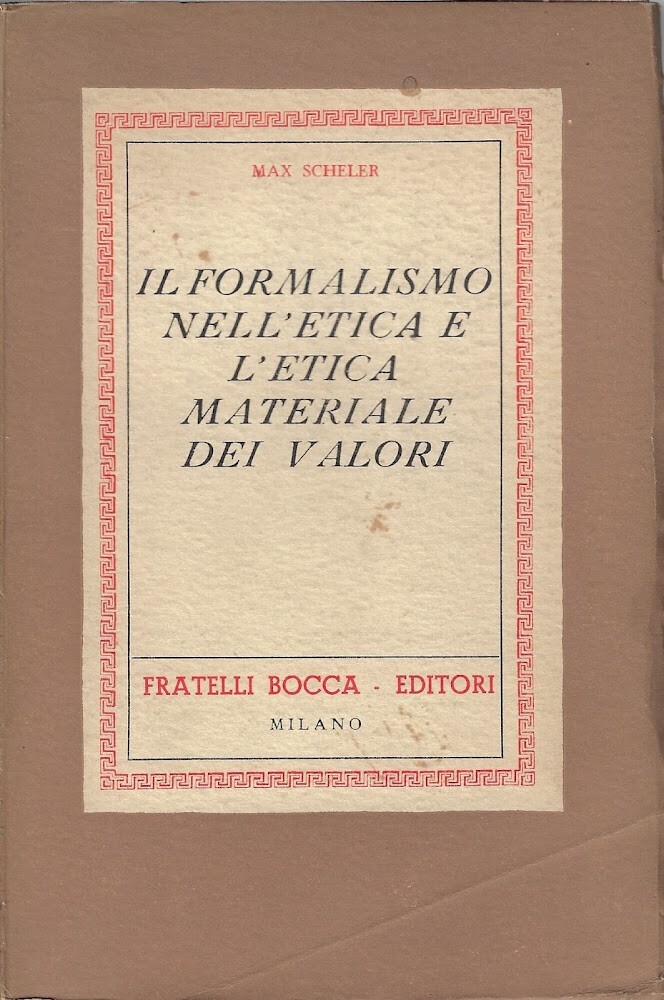 MAX SCHELER
IL FORMALISMO
NELL'ETICA E
L'ETICA
MATERIALE
DEI VALORI
FRATELLI BOCCA - EDITORI
MILANO